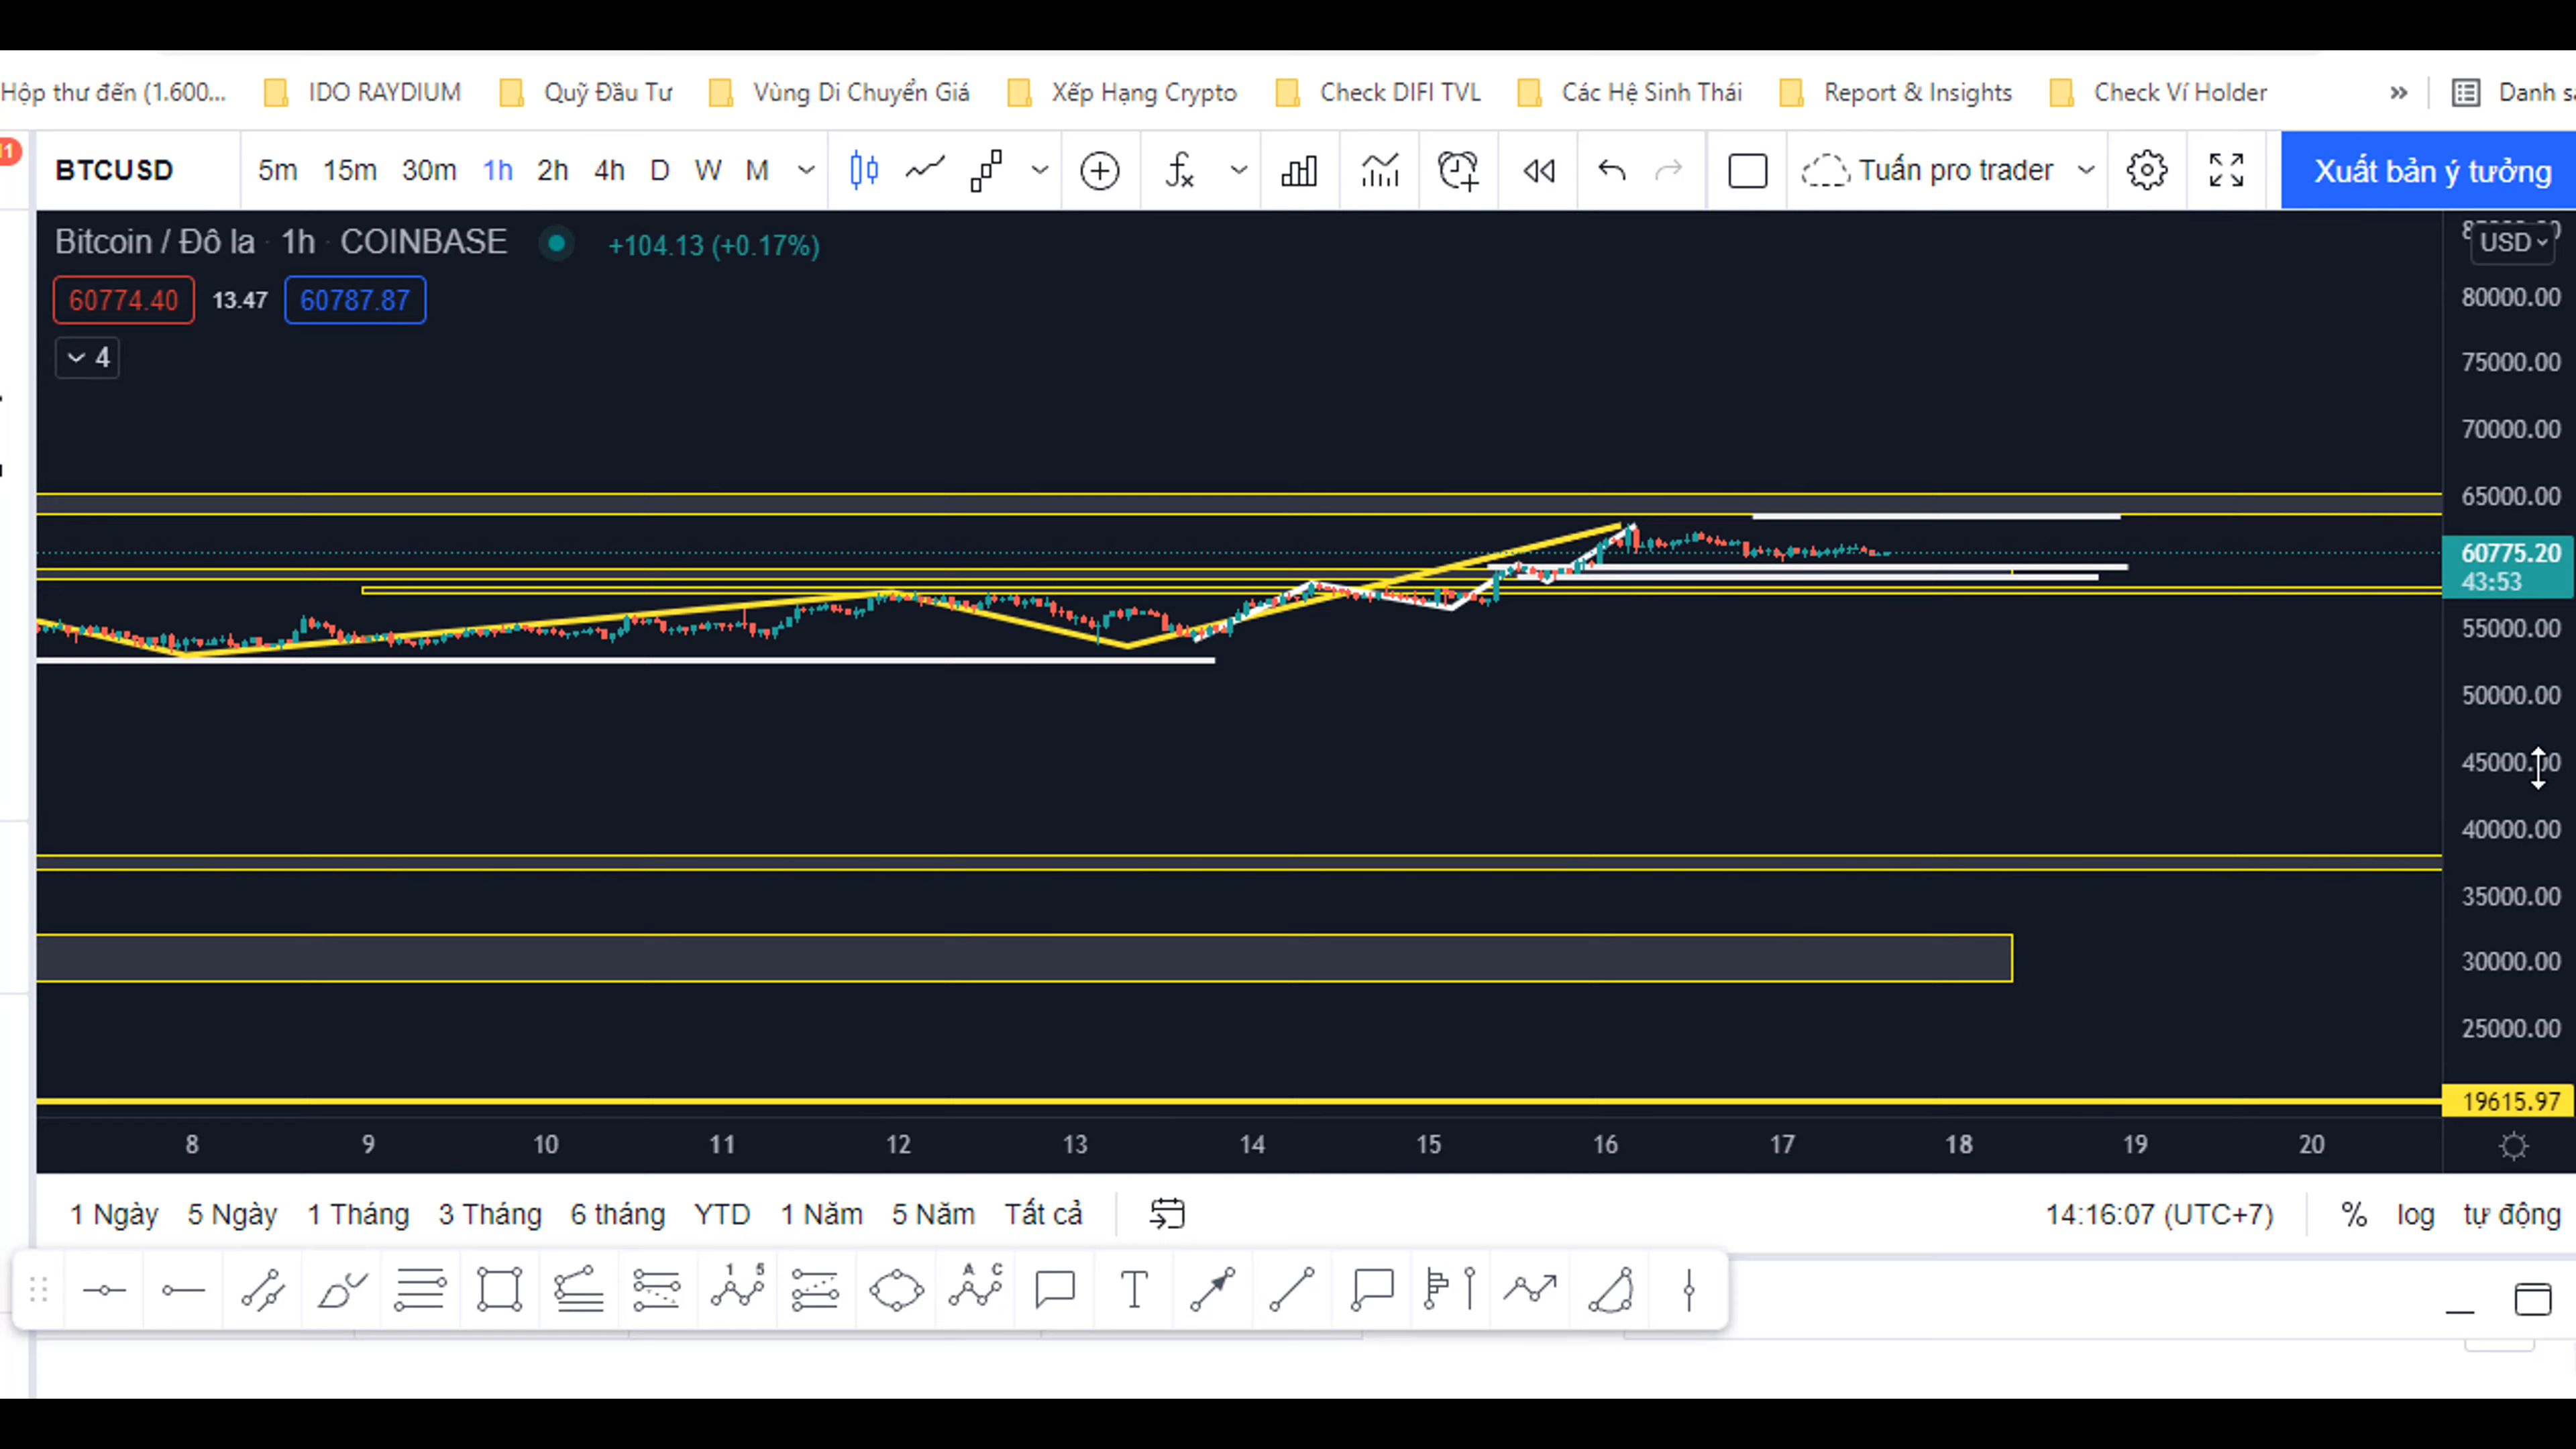 Hộp thư đến (1.600... IDO RAYDIUM Quỹ Đầu Tư Vùng Di Chuyển Giá Xếp Hạng Crypto Check DIFI TVL Các Hệ Sinh Thái Report & Insights Check Ví Holder »
BTCUSD 5m 15m 30m 1h 2h 4h D W M Tuấn pro trader Xuất bản ý tưởng
Bitcoin / Đô la · 1h · COINBASE +104.13 (+0.17%) USD
60774.40 13.47 60787.87
4
80000.00
75000.00
70000.00
65000.00
60775.20
43:53
55000.00
50000.00
45000.00
40000.00
35000.00
30000.00
25000.00
19615.97
8 9 10 11 12 13 14 15 16 17 18 19 20
1 Ngày 5 Ngày 1 Tháng 3 Tháng 6 tháng YTD 1 Năm 5 Năm Tất cả 14:16:07 (UTC+7) % log tự động
1 5 A C T